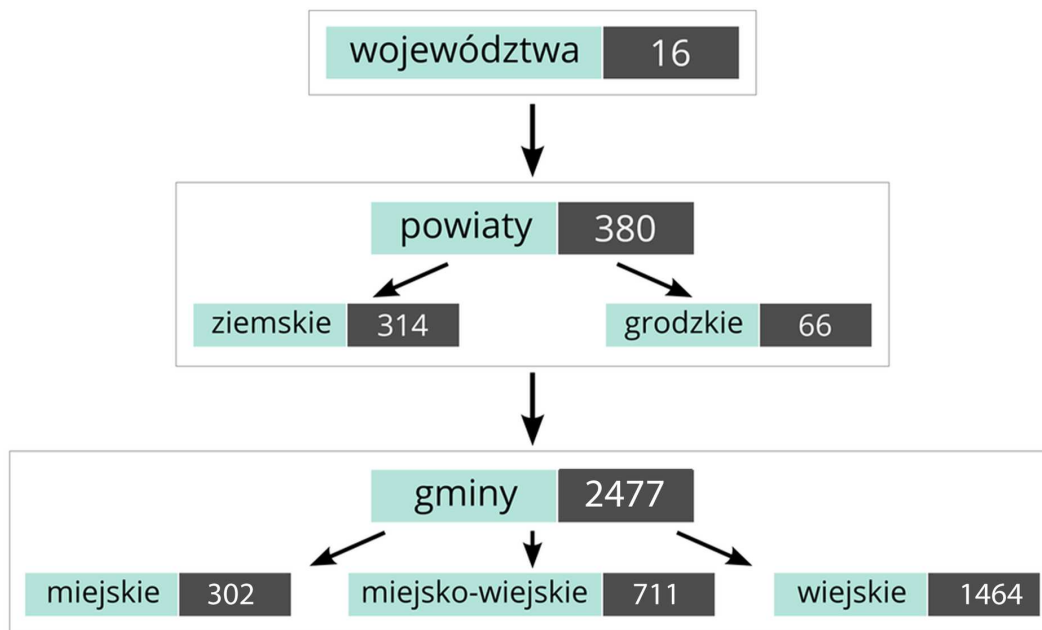 województwa 16
powiaty 380
ziemskie 314 grodzkie 66
gminy 2477
miejskie 302 miejsko-wiejskie 711 wiejskie 1464